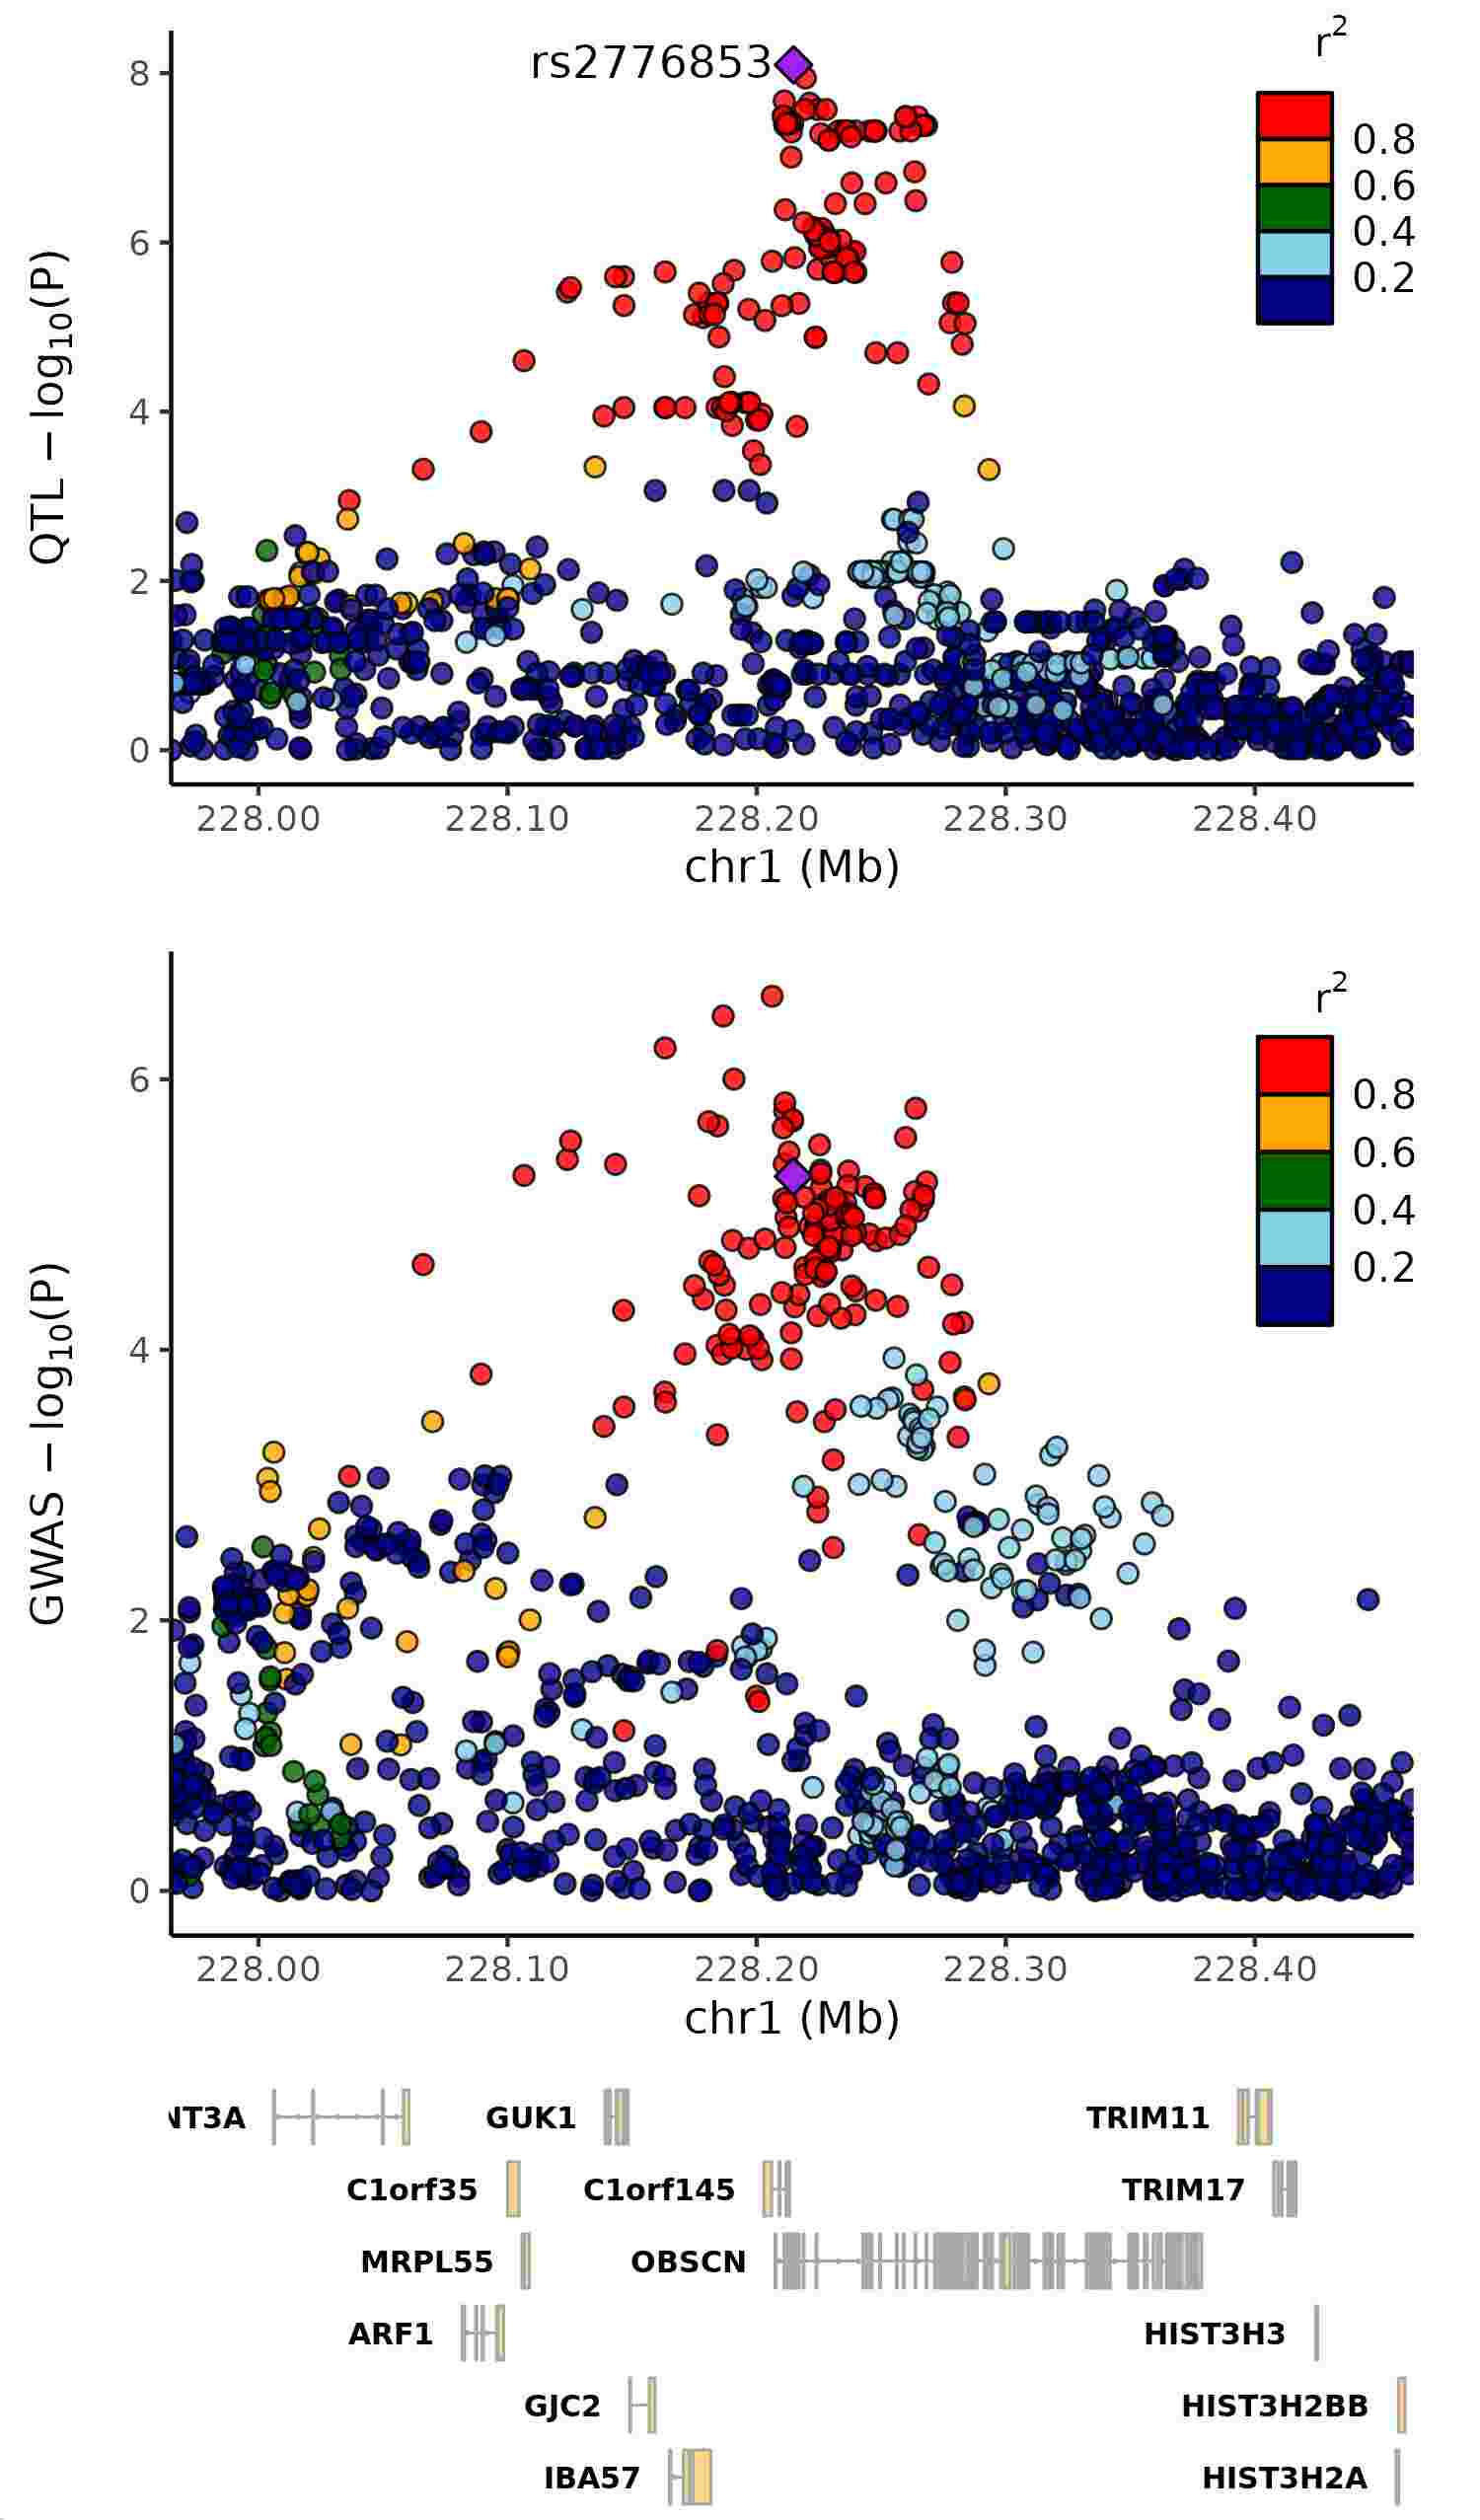 r²
rs2776853
8
6
4
2
0
0.8
0.6
0.4
0.2
QTL − log₁₀(P)
228.00 228.10 228.20 228.30 228.40
chr1 (Mb)
r²
6
4
2
0
0.8
0.6
0.4
0.2
GWAS − log₁₀(P)
228.00 228.10 228.20 228.30 228.40
chr1 (Mb)
NT3A GUK1 TRIM11
C1orf35 C1orf145 TRIM17
MRPL55 OBSCN
ARF1 HIST3H3
GJC2 HIST3H2BB
IBA57 HIST3H2A